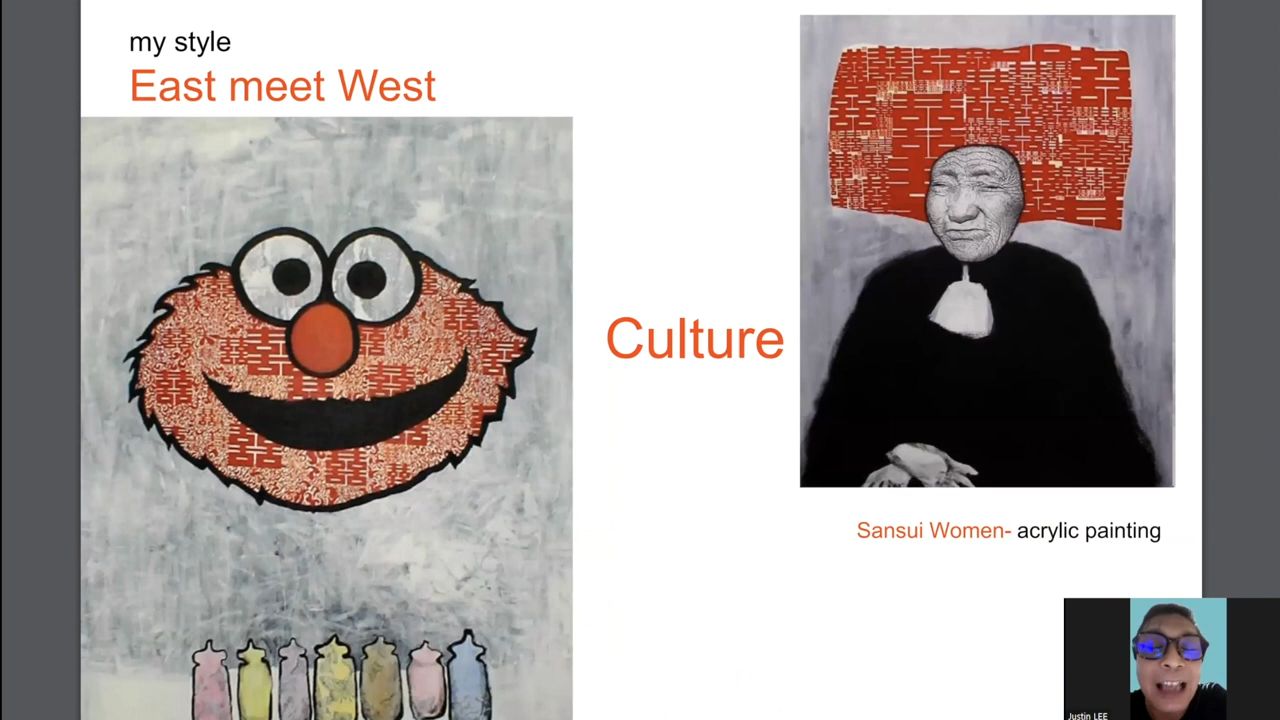 my style
East meet West
Culture
Sansui Women- acrylic painting
Justin LEE